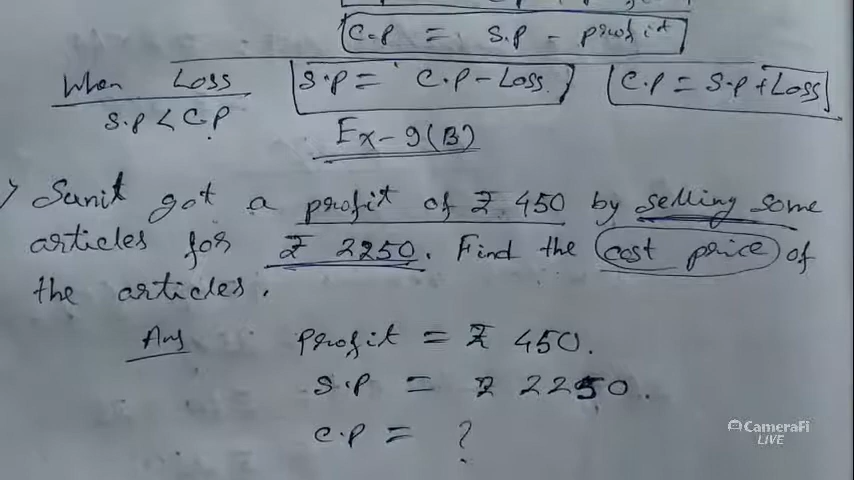 C.P = S.P - profit
When Loss S.P = C.P - Loss C.P = S.P + Loss
S.P < C.P
Ex-9(B)
Sunit got a profit of ₹ 450 by selling some
articles for ₹ 2250. Find the cost price of
the articles.
Ans profit = ₹ 450.
S.P = ₹ 2250.
C.P = ?
CameraFi
LIVE